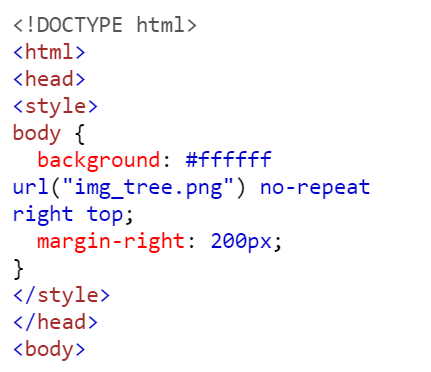 <!DOCTYPE html>
<html>
<head>
<style>
body {
  background: #ffffff
url("img_tree.png") no-repeat
right top;
  margin-right: 200px;
}
</style>
</head>
<body>